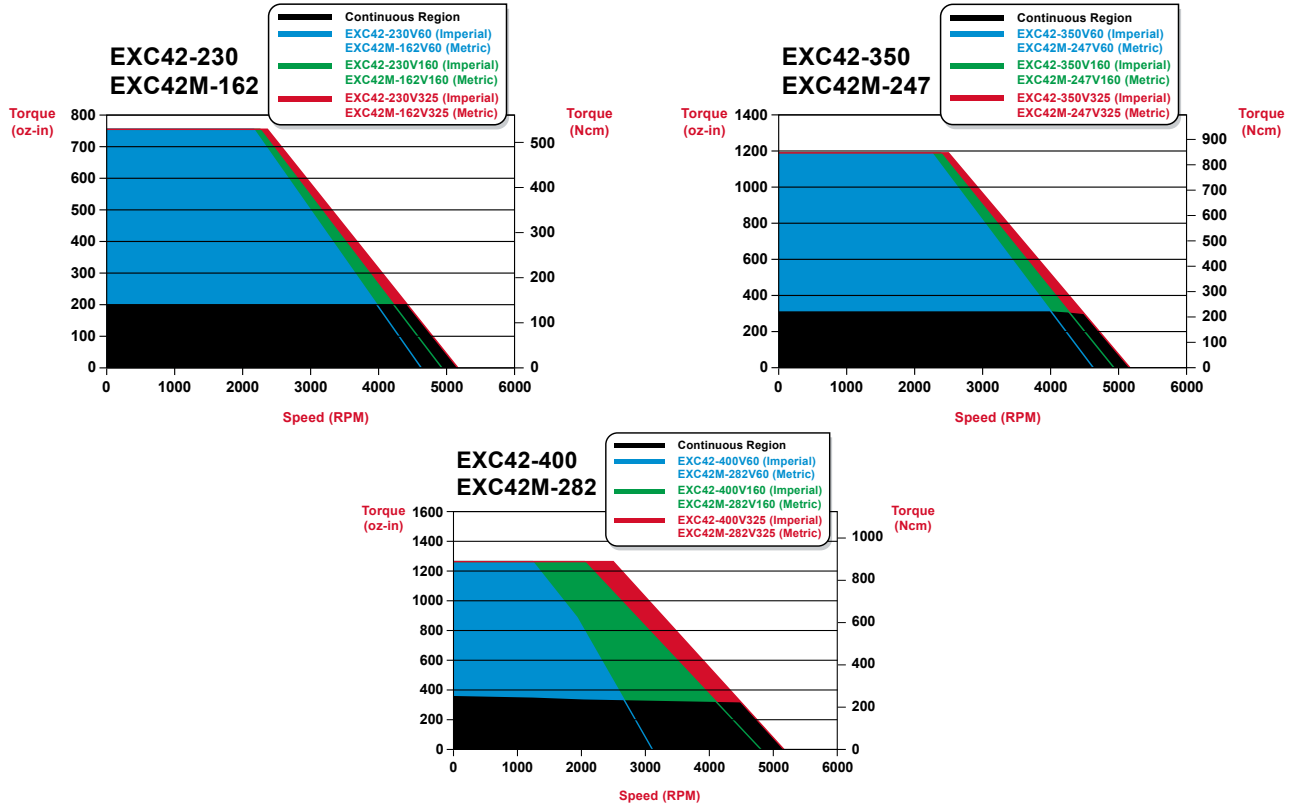 EXC42-230
EXC42M-162
Continuous Region
EXC42-230V60 (Imperial)
EXC42M-162V60 (Metric)
EXC42-230V160 (Imperial)
EXC42M-162V160 (Metric)
EXC42-230V325 (Imperial)
EXC42M-162V325 (Metric)
Torque
(oz-in)
Torque
(Ncm)
800
700
600
500
400
300
200
100
0
500
400
300
200
100
0
0 1000 2000 3000 4000 5000 6000
Speed (RPM)
EXC42-350
EXC42M-247
Continuous Region
EXC42-350V60 (Imperial)
EXC42M-247V60 (Metric)
EXC42-350V160 (Imperial)
EXC42M-247V160 (Metric)
EXC42-350V325 (Imperial)
EXC42M-247V325 (Metric)
Torque
(oz-in)
Torque
(Ncm)
1400
1200
1000
800
600
400
200
0
900
800
700
600
500
400
300
200
100
0
0 1000 2000 3000 4000 5000 6000
Speed (RPM)
EXC42-400
EXC42M-282
Continuous Region
EXC42-400V60 (Imperial)
EXC42M-282V60 (Metric)
EXC42-400V160 (Imperial)
EXC42M-282V160 (Metric)
EXC42-400V325 (Imperial)
EXC42M-282V325 (Metric)
Torque
(oz-in)
Torque
(Ncm)
1600
1400
1200
1000
800
600
400
200
0
1000
800
600
400
200
0
0 1000 2000 3000 4000 5000 6000
Speed (RPM)